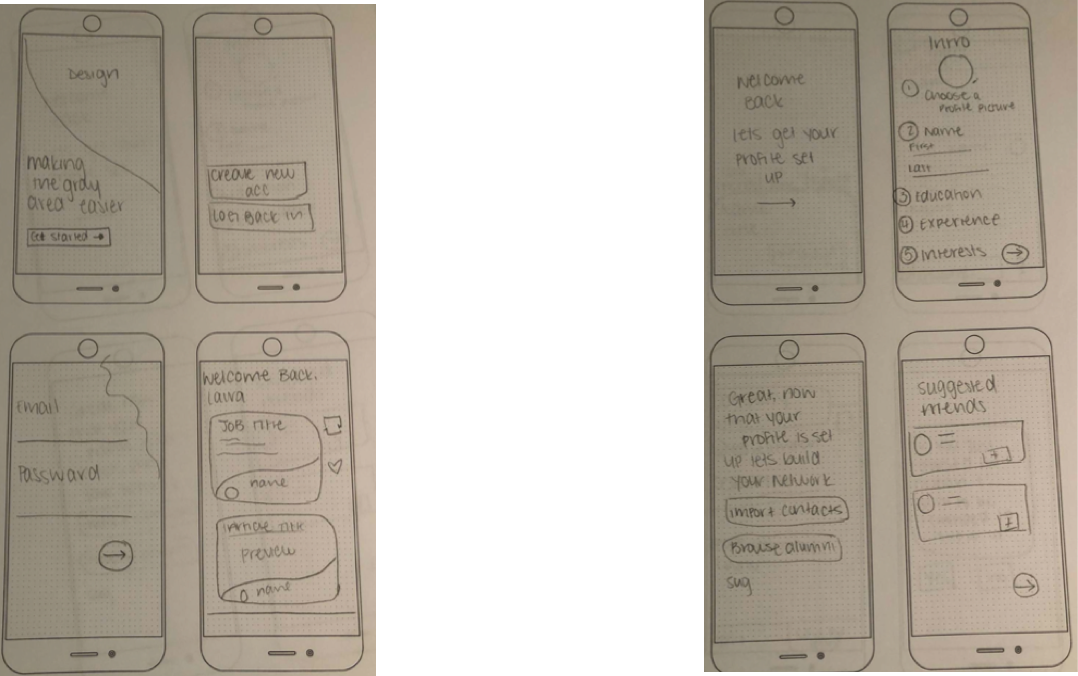 Design
making
the gray
area easier
Get started →
create new
acc
Log Back in
Email
Password
→
Welcome Back,
Laura
JOB Title
name
Article Title
Preview
name
Welcome
Back
lets get your
profile set
up
→
Intro
① Choose a
Profile Picture
② Name
First
Last
③ Education
④ Experience
⑤ Interests →
Great, now
that your
profile is set
up lets build
your network
import contacts
Browse alumni
sug
suggested
friends
+
+
→